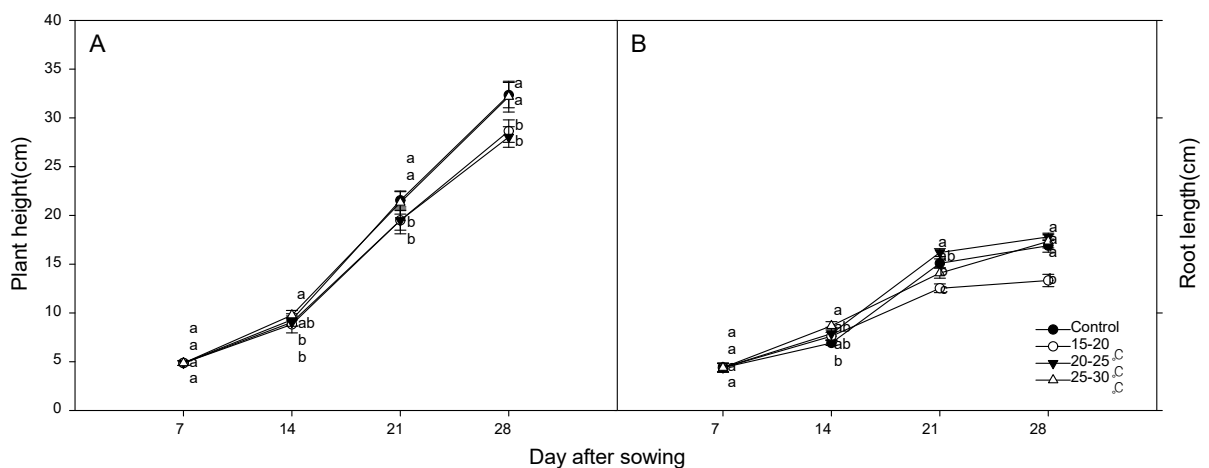 40
35
30
25
20
15
10
5
0
Plant height(cm)
A
a
a
a
a
a
ab
b
b
a
a
b
b
a
a
b
b
7
14
21
28
B
a
a
a
a
a
ab
ab
b
a
ab
b
c
a
a
a
b
Control
15-20 °C
20-25 °C
25-30 °C
7
14
21
28
Root length(cm)
Day after sowing